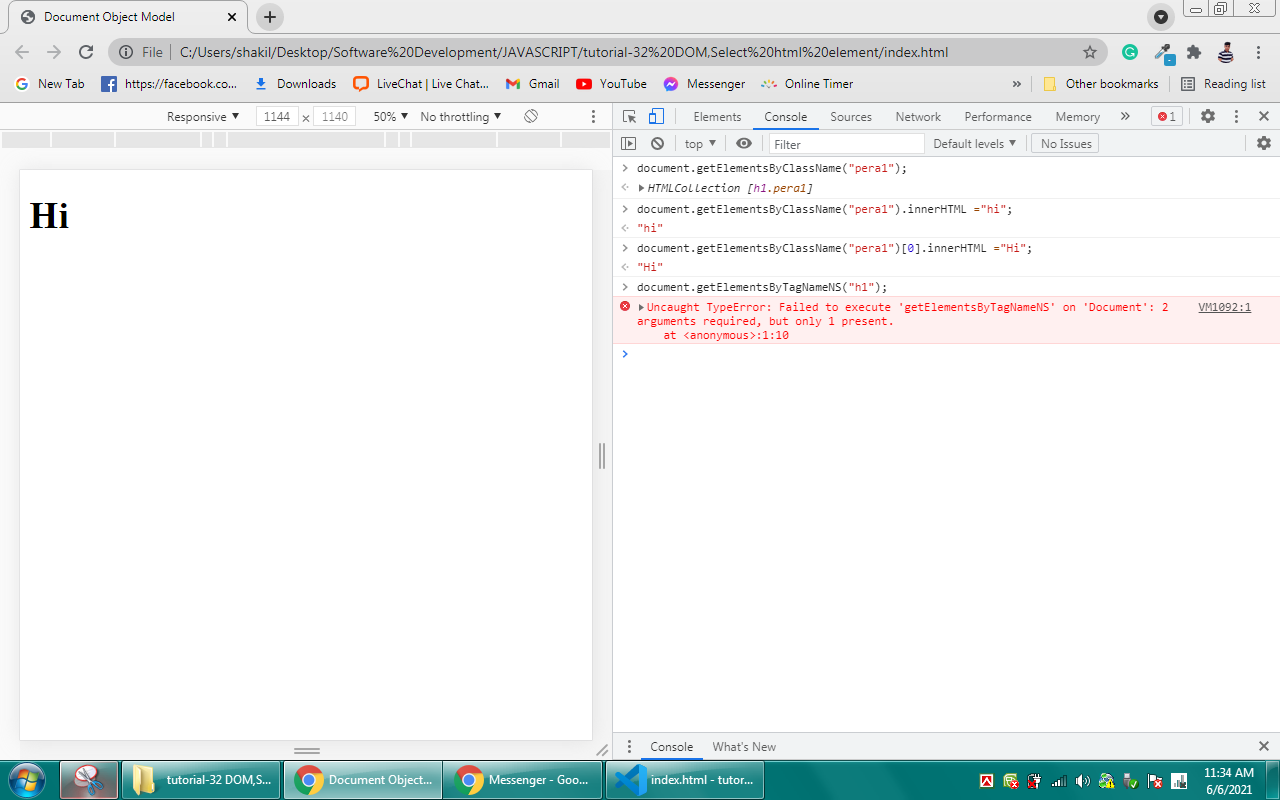 Document Object Model
File C:/Users/shakil/Desktop/Software%20Development/JAVASCRIPT/tutorial-32%20DOM,Select%20html%20element/index.html
New Tab https://facebook.co... Downloads LiveChat | Live Chat... Gmail YouTube Messenger Online Timer » Other bookmarks Reading list
Responsive ▼ 1144 x 1140 50% ▼ No throttling ▼
Elements Console Sources Network Performance Memory » 1
top ▼ Filter Default levels ▼ No Issues
Hi
> document.getElementsByClassName("pera1");
HTMLCollection [h1.pera1]
> document.getElementsByClassName("pera1").innerHTML ="hi";
"hi"
> document.getElementsByClassName("pera1")[0].innerHTML ="Hi";
"Hi"
> document.getElementsByTagNameNS("h1");
Uncaught TypeError: Failed to execute 'getElementsByTagNameNS' on 'Document': 2 VM1092:1
arguments required, but only 1 present.
at <anonymous>:1:10
>
Console What's New
tutorial-32 DOM,S... Document Object... Messenger - Goo... index.html - tutor...
11:34 AM
6/6/2021